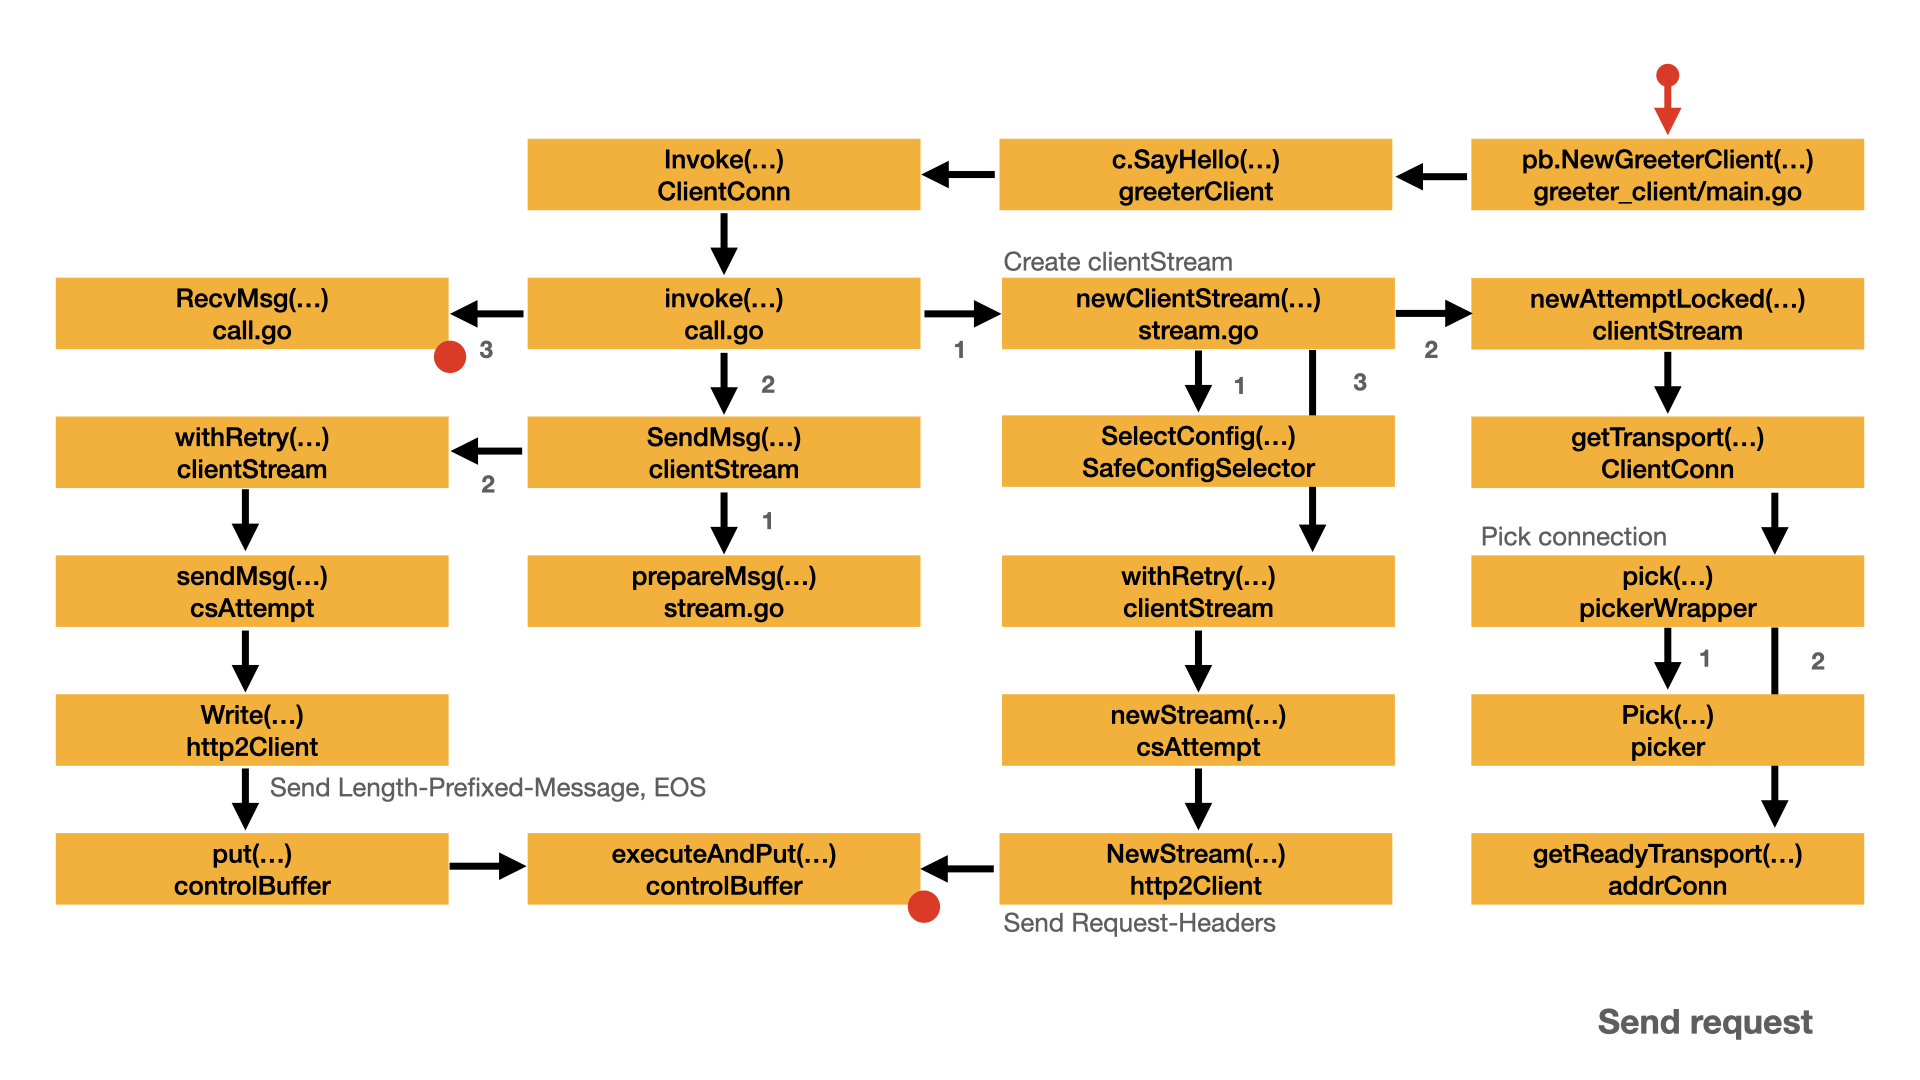 Invoke(...)
ClientConn
c.SayHello(...)
greeterClient
pb.NewGreeterClient(...)
greeter_client/main.go
Create clientStream
RecvMsg(...)
call.go
3
invoke(...)
call.go
1
newClientStream(...)
stream.go
2
newAttemptLocked(...)
clientStream
2
1
3
withRetry(...)
clientStream
2
SendMsg(...)
clientStream
SelectConfig(...)
SafeConfigSelector
getTransport(...)
ClientConn
1
Pick connection
sendMsg(...)
csAttempt
prepareMsg(...)
stream.go
withRetry(...)
clientStream
pick(...)
pickerWrapper
1
2
Write(...)
http2Client
newStream(...)
csAttempt
Pick(...)
picker
Send Length-Prefixed-Message, EOS
put(...)
controlBuffer
executeAndPut(...)
controlBuffer
NewStream(...)
http2Client
getReadyTransport(...)
addrConn
Send Request-Headers
Send request